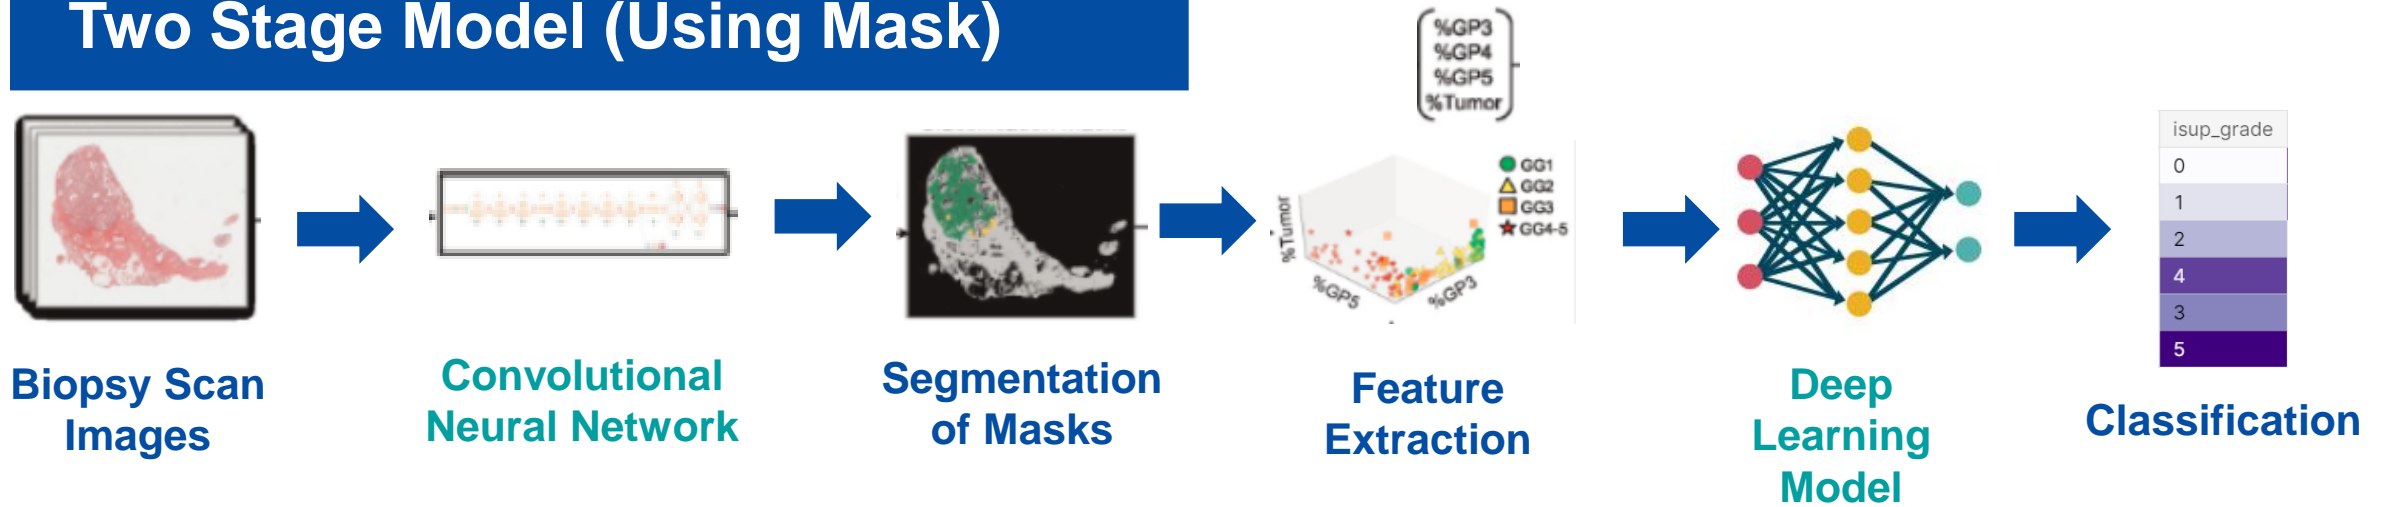 Two Stage Model (Using Mask)
%GP3
%GP4
%GP5
%Tumor
%Tumor
%GP5
%GP3
GG1
GG2
GG3
GG4-5
isup_grade
0
1
2
4
3
5
Biopsy Scan
Images
Convolutional
Neural Network
Segmentation
of Masks
Feature
Extraction
Deep
Learning
Model
Classification